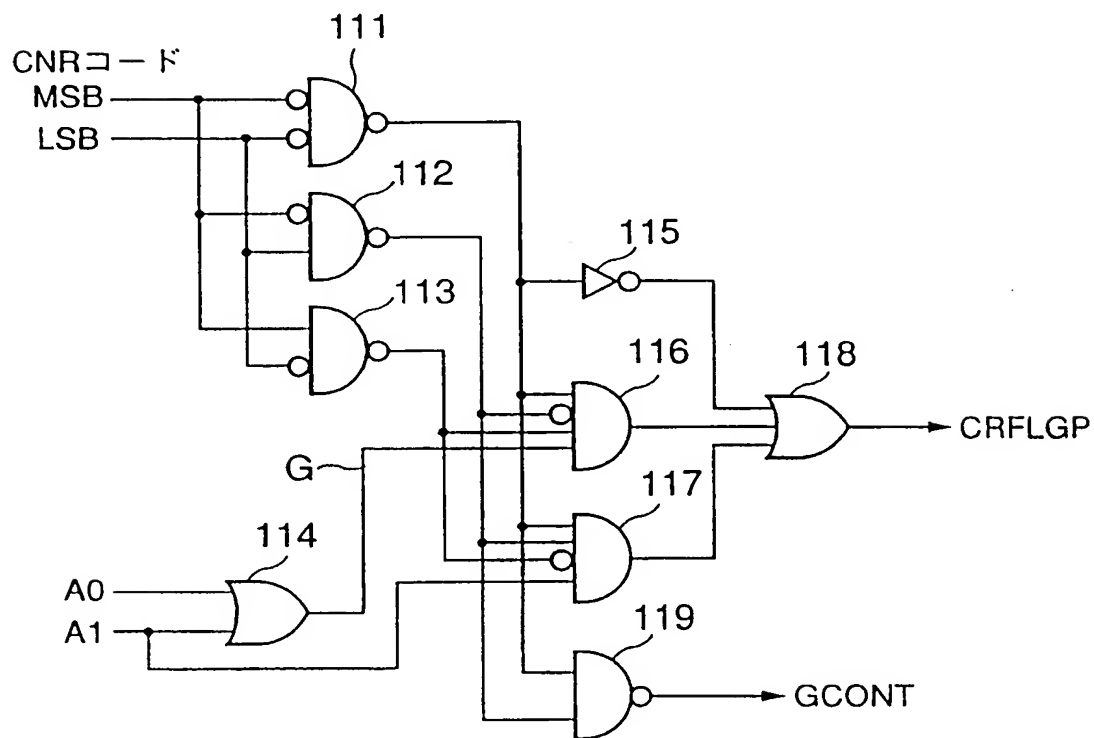 111
CNRコード
MSB
LSB
112
113
115
116
118
CRFLGP
G
117
114
A0
A1
119
GCONT